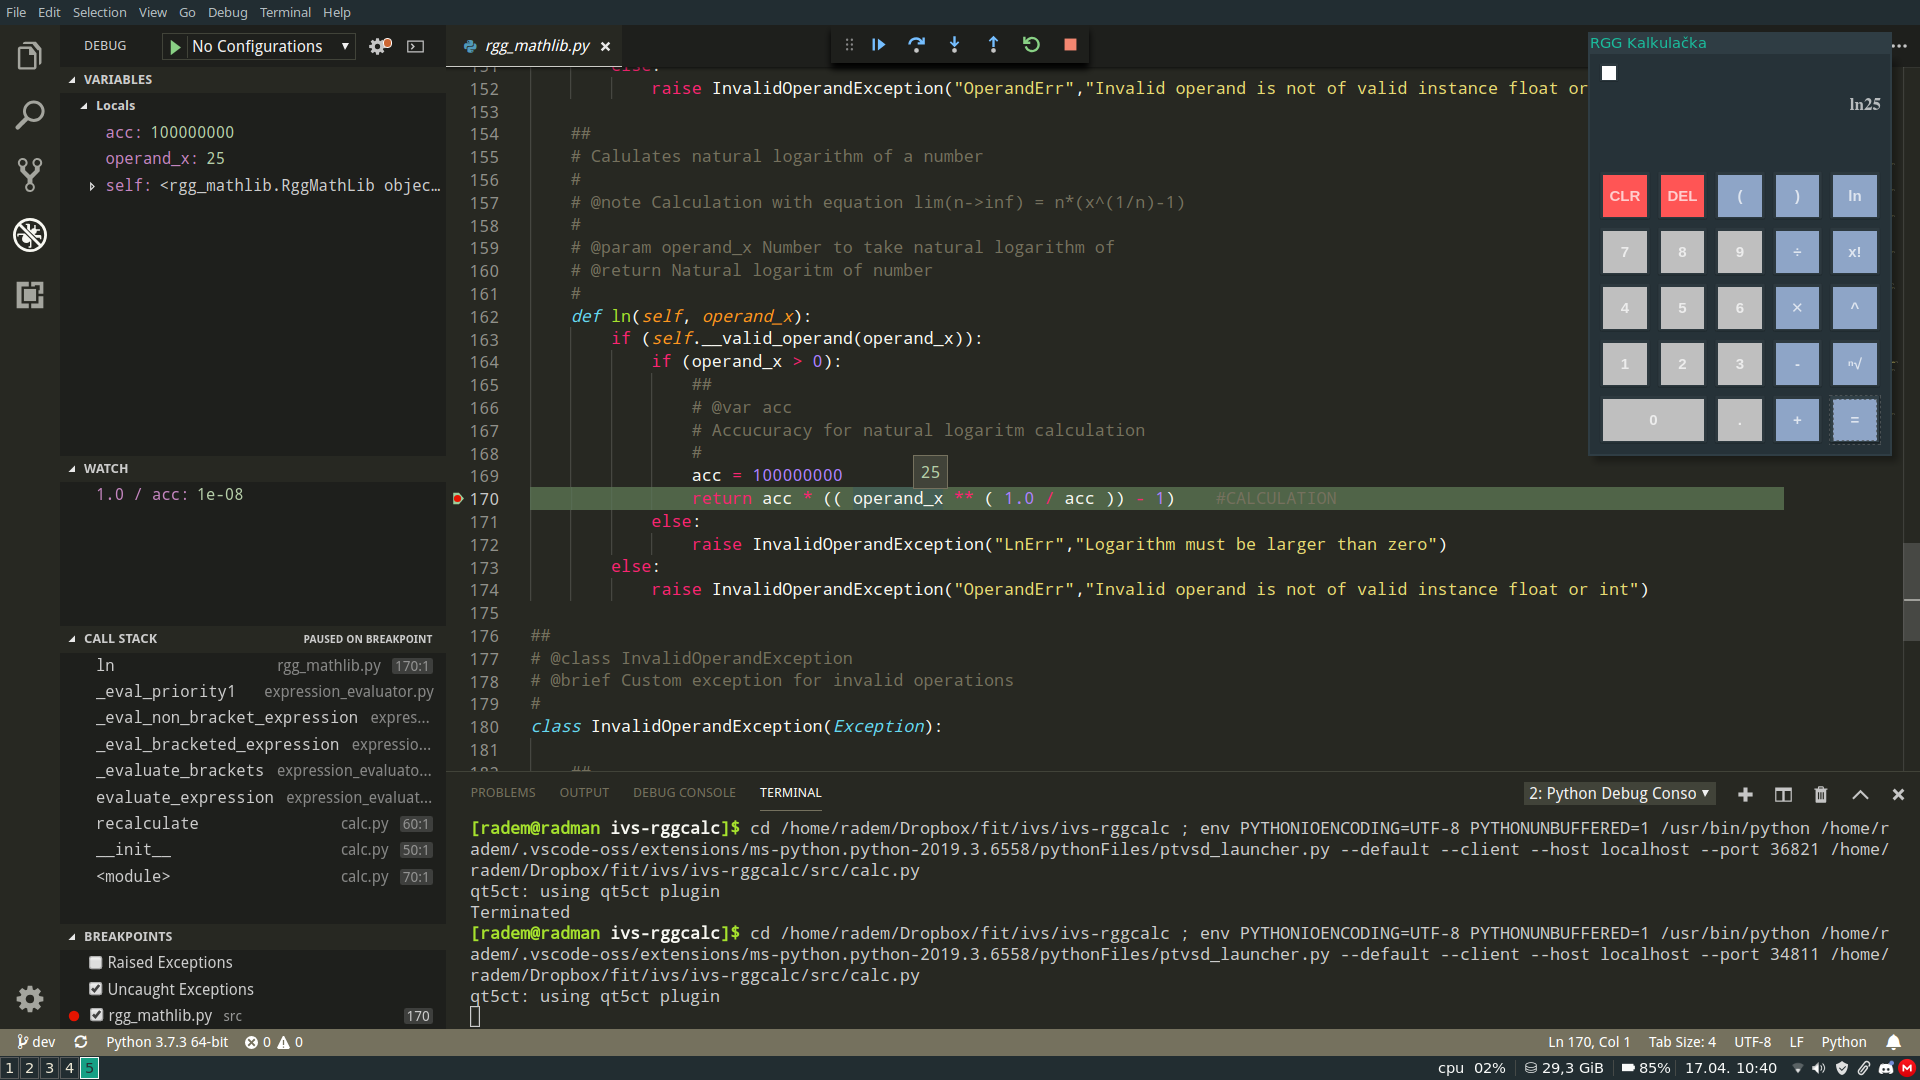 File Edit Selection View Go Debug Terminal Help
DEBUG No Configurations
rgg_mathlib.py
RGG Kalkulačka
ln25
CLR DEL ( ) ln
7 8 9 ÷ x!
4 5 6 × ^
1 2 3 - ⁿ√
0 . + =
VARIABLES
Locals
acc: 100000000
operand_x: 25
self: <rgg_mathlib.RggMathLib objec…
WATCH
1.0 / acc: 1e-08
CALL STACK PAUSED ON BREAKPOINT
ln rgg_mathlib.py 170:1
_eval_priority1 expression_evaluator.py
_eval_non_bracket_expression expres…
_eval_bracketed_expression expressio…
_evaluate_brackets expression_evaluato…
evaluate_expression expression_evaluat…
recalculate calc.py 60:1
__init__ calc.py 50:1
<module> calc.py 70:1
BREAKPOINTS
Raised Exceptions
Uncaught Exceptions
rgg_mathlib.py src 170
151 else:
152 raise InvalidOperandException("OperandErr","Invalid operand is not of valid instance float or
153
154 ##
155 # Calulates natural logarithm of a number
156 #
157 # @note Calculation with equation lim(n->inf) = n*(x^(1/n)-1)
158 #
159 # @param operand_x Number to take natural logarithm of
160 # @return Natural logaritm of number
161 #
162 def ln(self, operand_x):
163 if (self.__valid_operand(operand_x)):
164 if (operand_x > 0):
165 ##
166 # @var acc
167 # Accucuracy for natural logaritm calculation
168 #
169 acc = 100000000
25
170 return acc * (( operand_x ** ( 1.0 / acc )) - 1) #CALCULATION
171 else:
172 raise InvalidOperandException("LnErr","Logarithm must be larger than zero")
173 else:
174 raise InvalidOperandException("OperandErr","Invalid operand is not of valid instance float or int")
175
176 ##
177 # @class InvalidOperandException
178 # @brief Custom exception for invalid operations
179 #
180 class InvalidOperandException(Exception):
181
182 ##
PROBLEMS OUTPUT DEBUG CONSOLE TERMINAL 2: Python Debug Conso
[radem@radman ivs-rggcalc]$ cd /home/radem/Dropbox/fit/ivs/ivs-rggcalc ; env PYTHONIOENCODING=UTF-8 PYTHONUNBUFFERED=1 /usr/bin/python /home/r
adem/.vscode-oss/extensions/ms-python.python-2019.3.6558/pythonFiles/ptvsd_launcher.py --default --client --host localhost --port 36821 /home/
radem/Dropbox/fit/ivs/ivs-rggcalc/src/calc.py
qt5ct: using qt5ct plugin
Terminated
[radem@radman ivs-rggcalc]$ cd /home/radem/Dropbox/fit/ivs/ivs-rggcalc ; env PYTHONIOENCODING=UTF-8 PYTHONUNBUFFERED=1 /usr/bin/python /home/r
adem/.vscode-oss/extensions/ms-python.python-2019.3.6558/pythonFiles/ptvsd_launcher.py --default --client --host localhost --port 34811 /home/
radem/Dropbox/fit/ivs/ivs-rggcalc/src/calc.py
qt5ct: using qt5ct plugin
dev Python 3.7.3 64-bit 0 0 Ln 170, Col 1 Tab Size: 4 UTF-8 LF Python
1 2 3 4 5 cpu 02% 29,3 GiB 85% 17.04. 10:40 M